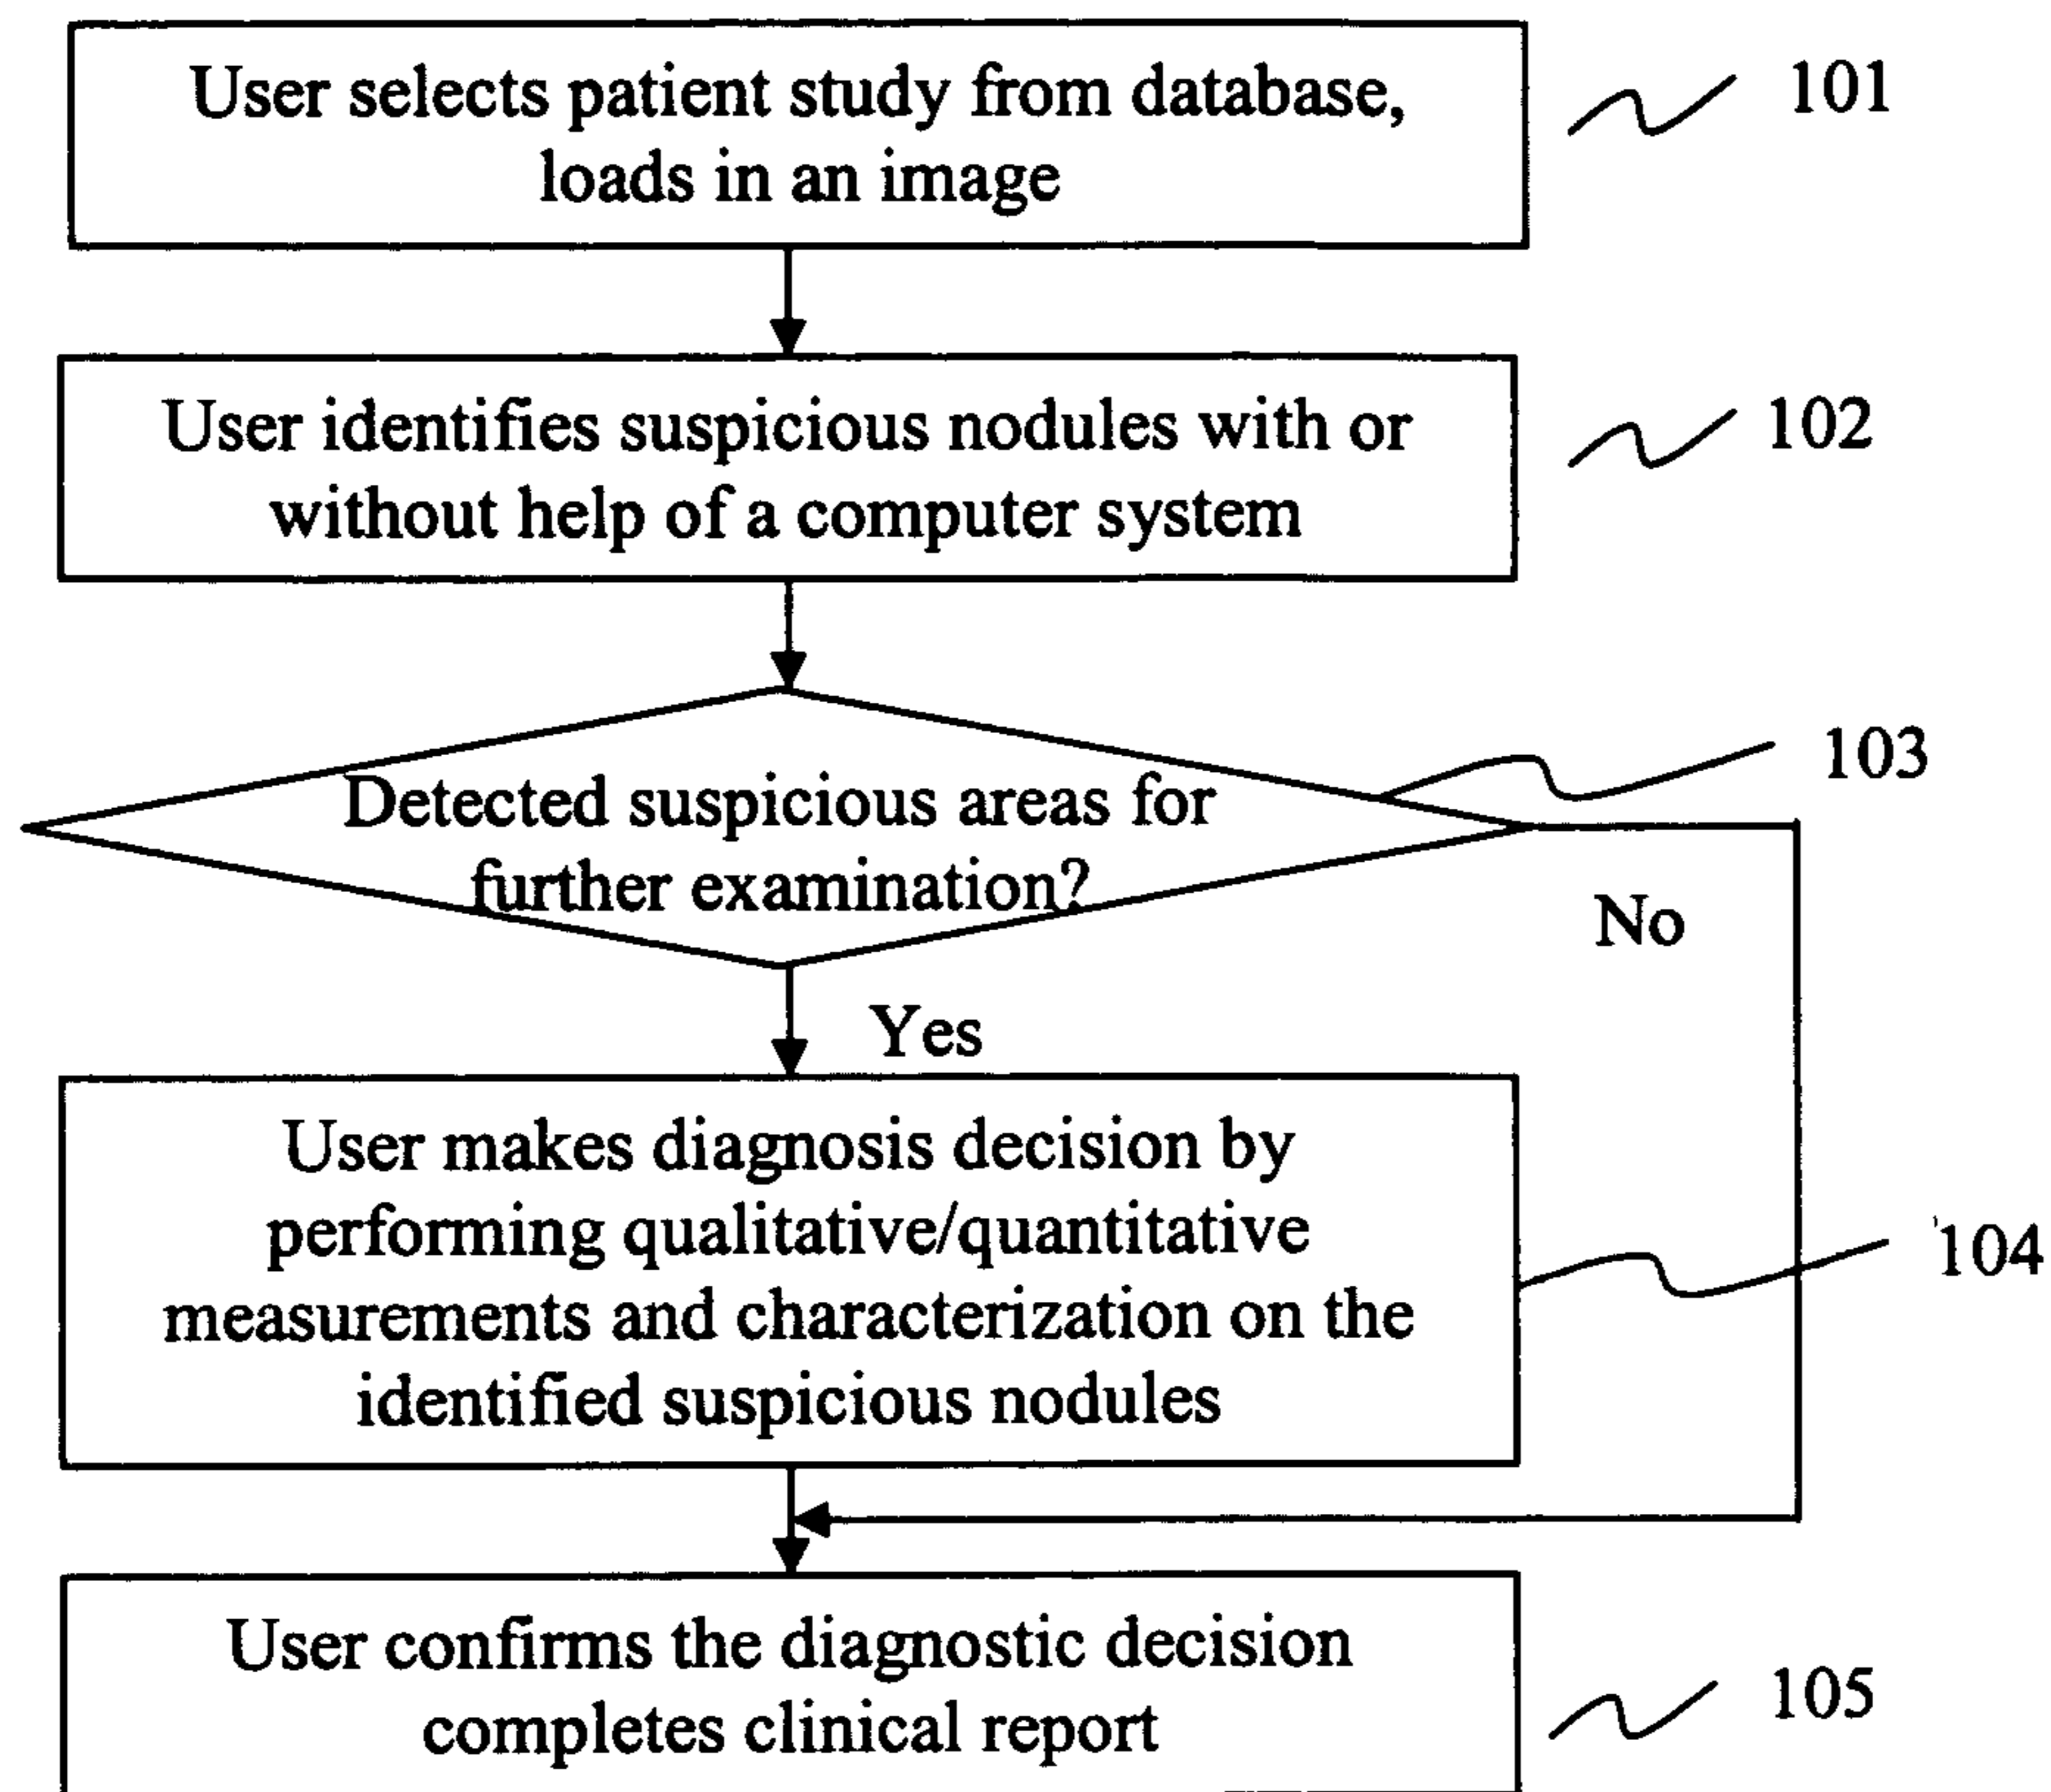 User selects patient study from database,
loads in an image
101
User identifies suspicious nodules with or
without help of a computer system
102
Detected suspicious areas for
further examination?
103
No
Yes
User makes diagnosis decision by
performing qualitative/quantitative
measurements and characterization on the
identified suspicious nodules
104
User confirms the diagnostic decision
completes clinical report
105